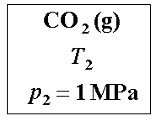 CO₂ (g)
T₂
p₂ = 1 MPa